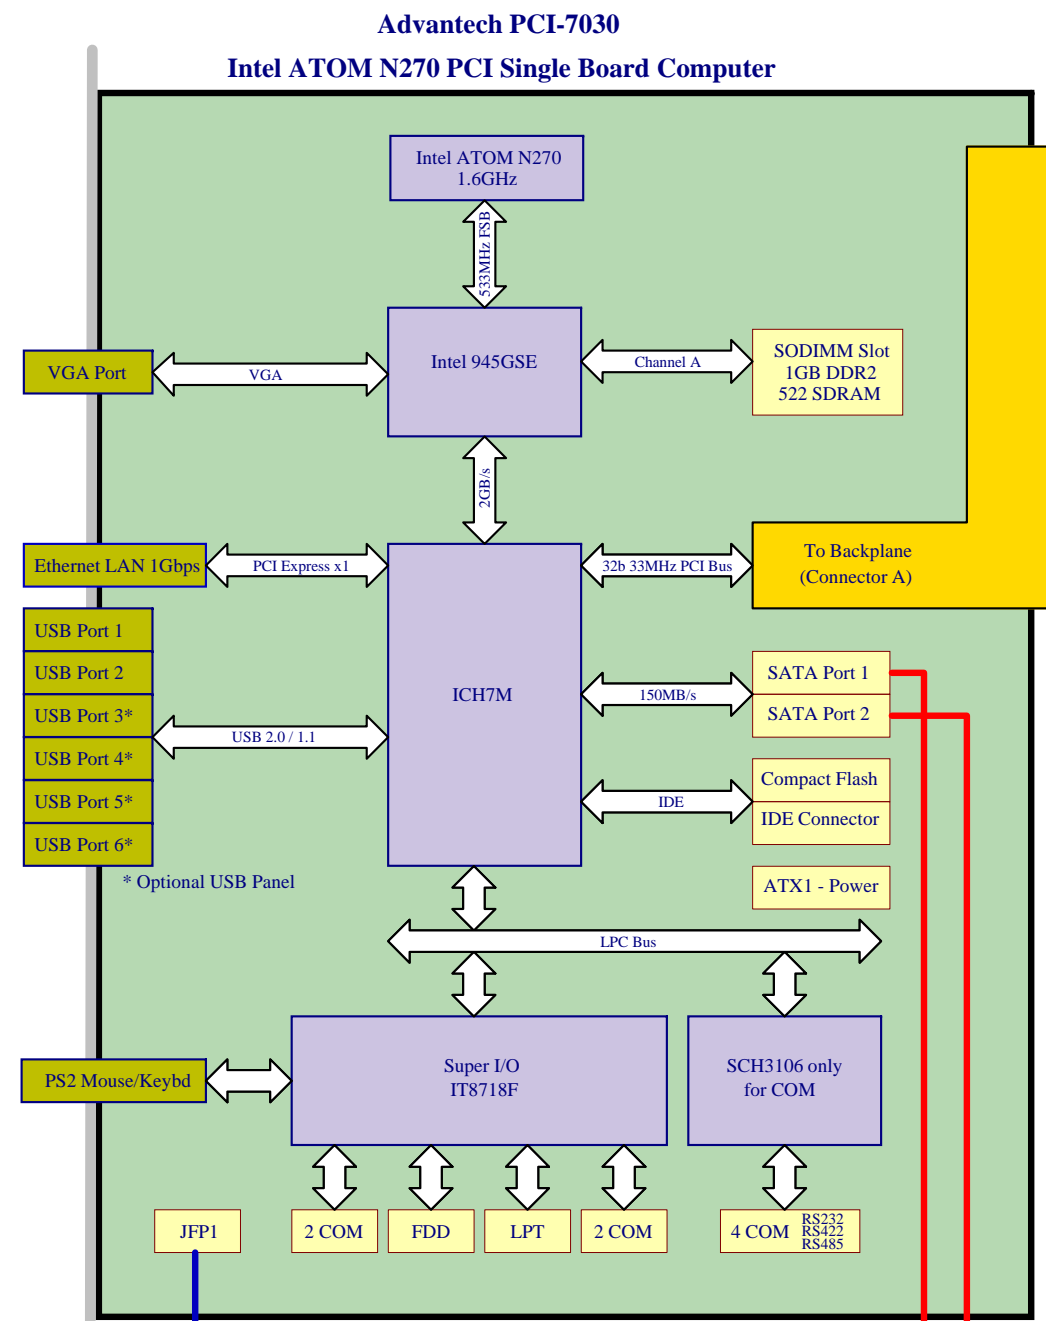 Advantech PCI-7030
Intel ATOM N270 PCI Single Board Computer
Intel ATOM N270
1.6GHz
533MHz FSB
VGA Port
VGA
Intel 945GSE
Channel A
SODIMM Slot
1GB DDR2
522 SDRAM
2GB/s
Ethernet LAN 1Gbps
PCI Express x1
32b 33MHz PCI Bus
To Backplane
(Connector A)
USB Port 1
USB Port 2
USB Port 3*
USB Port 4*
USB Port 5*
USB Port 6*
USB 2.0 / 1.1
* Optional USB Panel
ICH7M
150MB/s
SATA Port 1
SATA Port 2
IDE
Compact Flash
IDE Connector
ATX1 - Power
LPC Bus
PS2 Mouse/Keybd
Super I/O
IT8718F
SCH3106 only
for COM
JFP1
2 COM
FDD
LPT
2 COM
4 COM
RS232
RS422
RS485